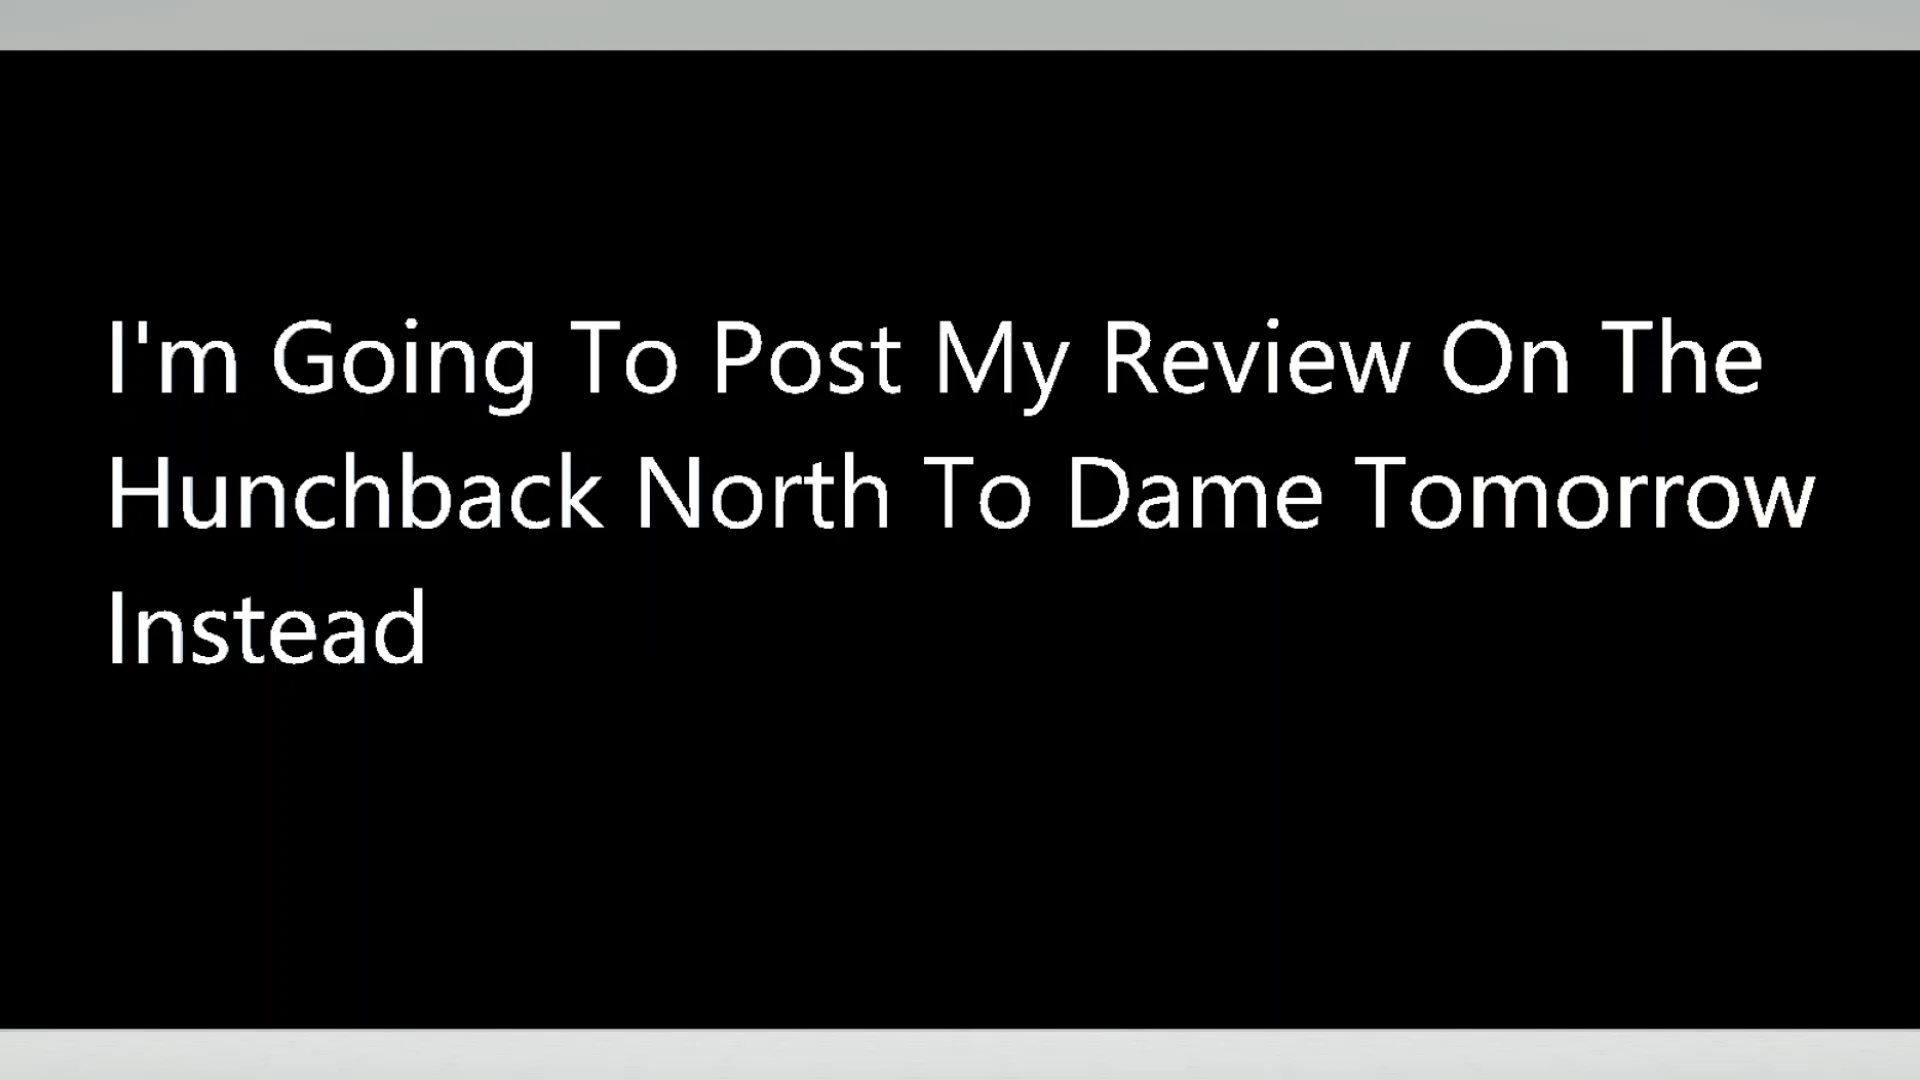 I'm Going To Post My Review On The
Hunchback North To Dame Tomorrow
Instead